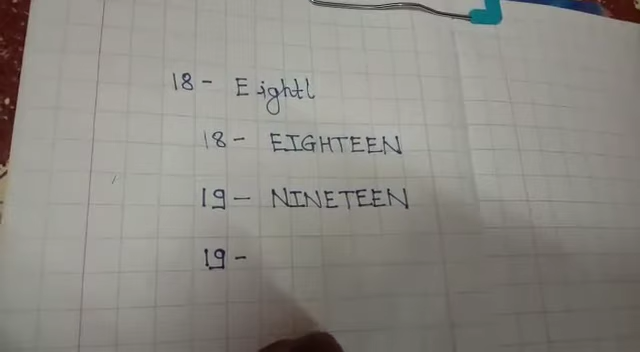 18- Eightl
18- EIGHTEEN
19- NINETEEN
19-